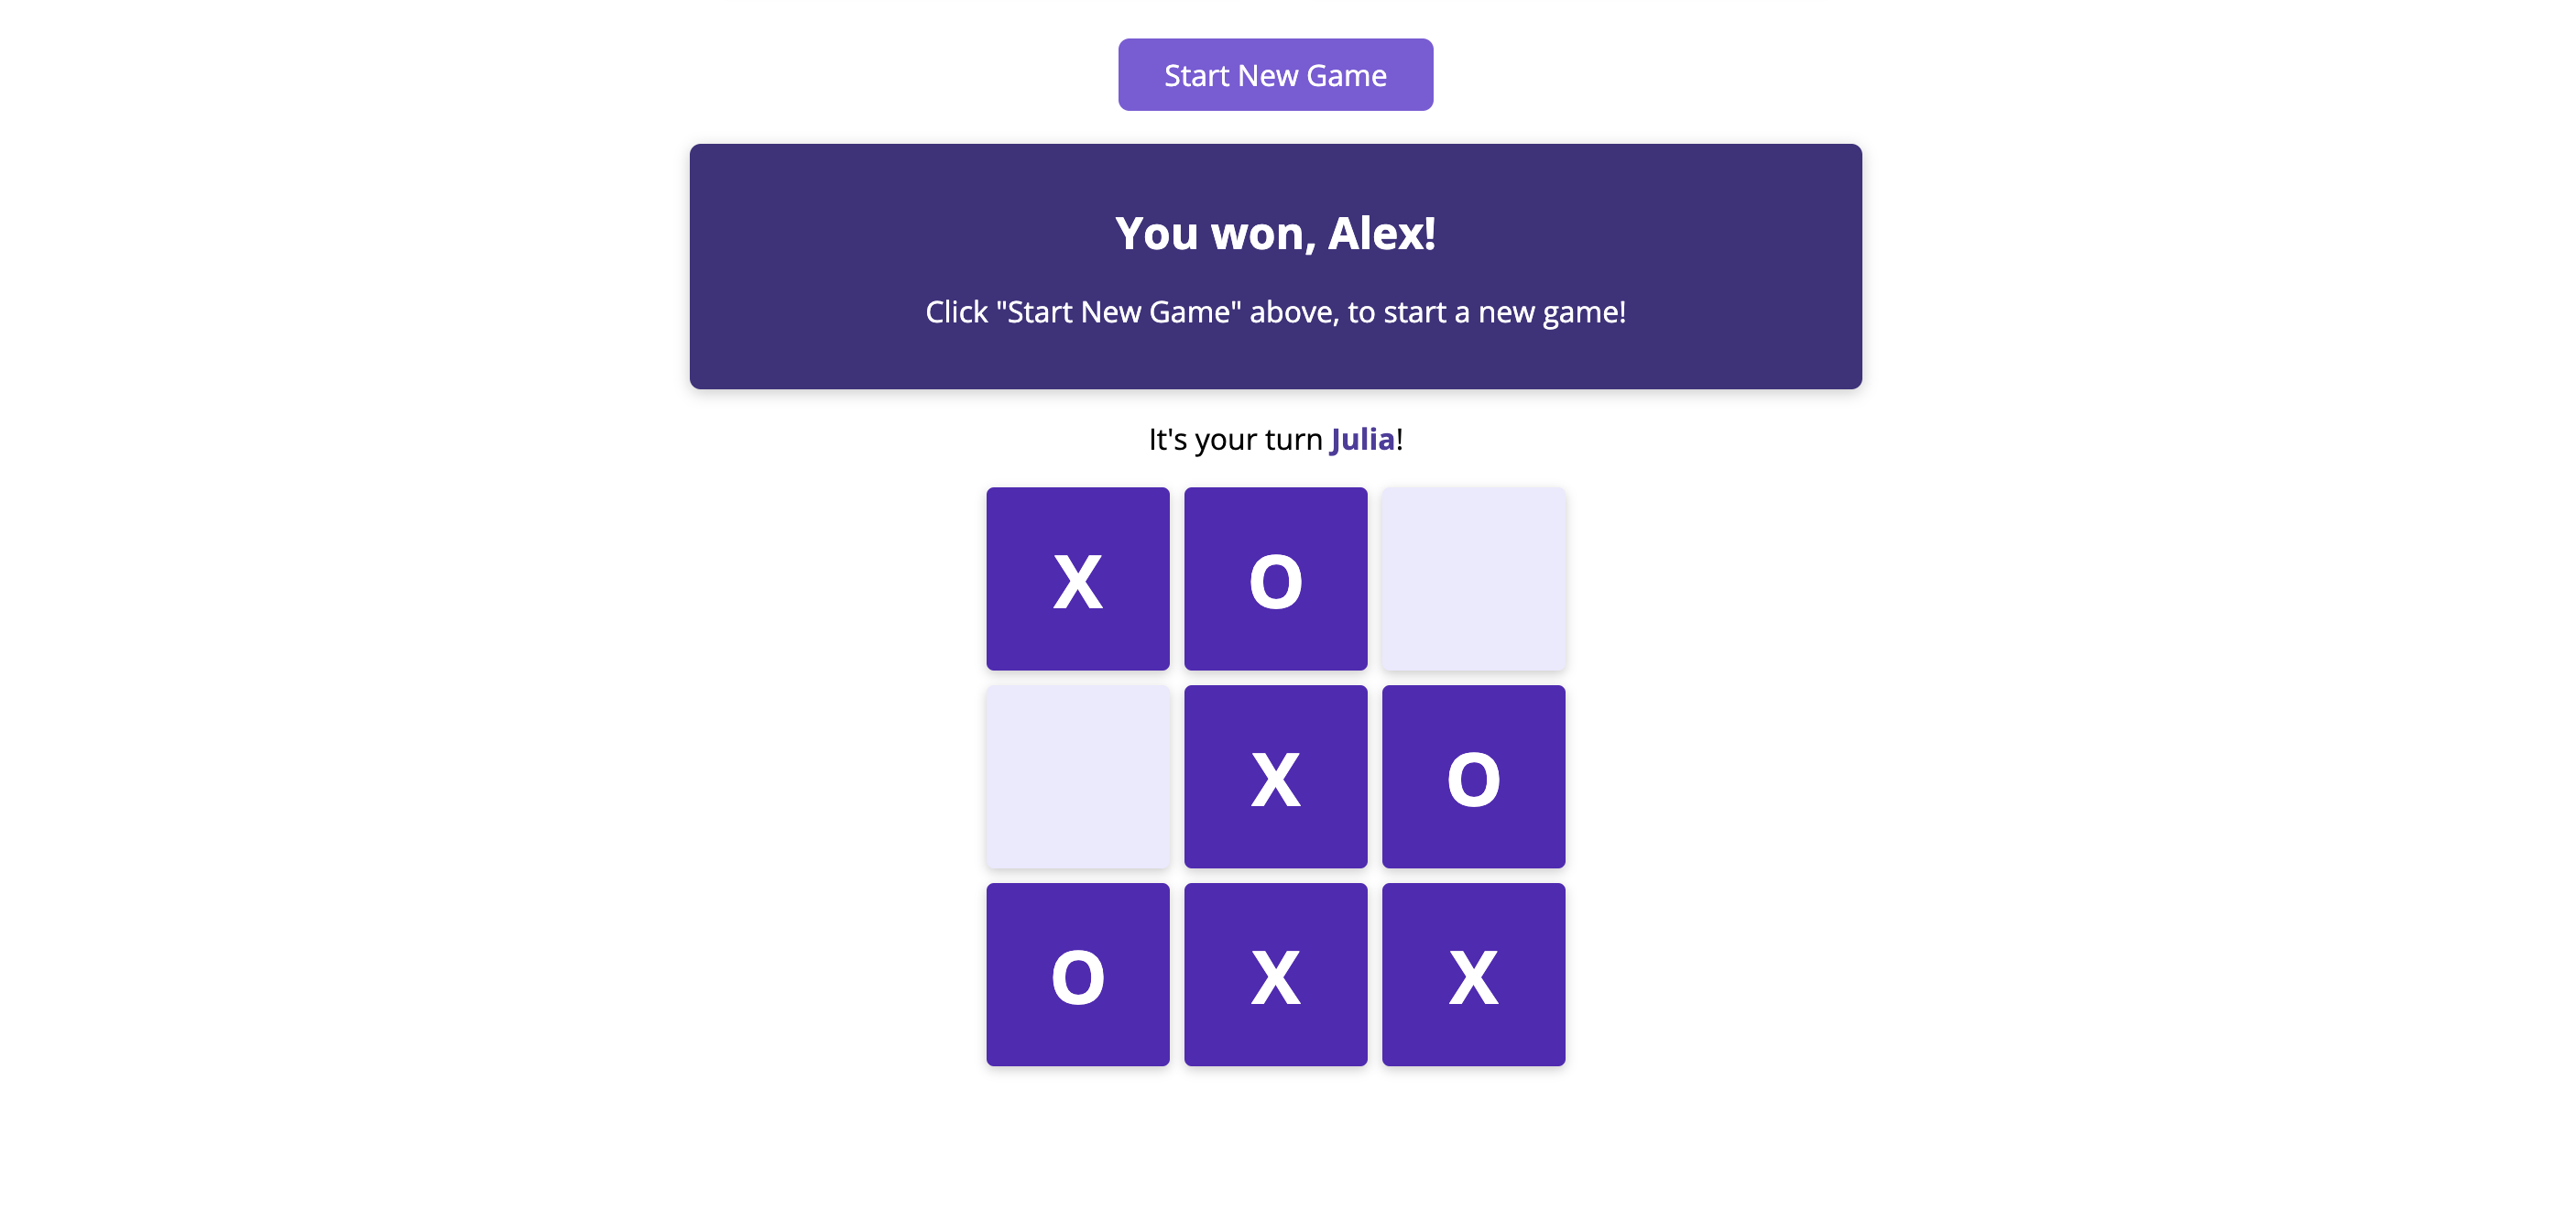 Start New Game
You won, Alex!
Click "Start New Game" above, to start a new game!
It's your turn Julia!
X O
X O
O X X